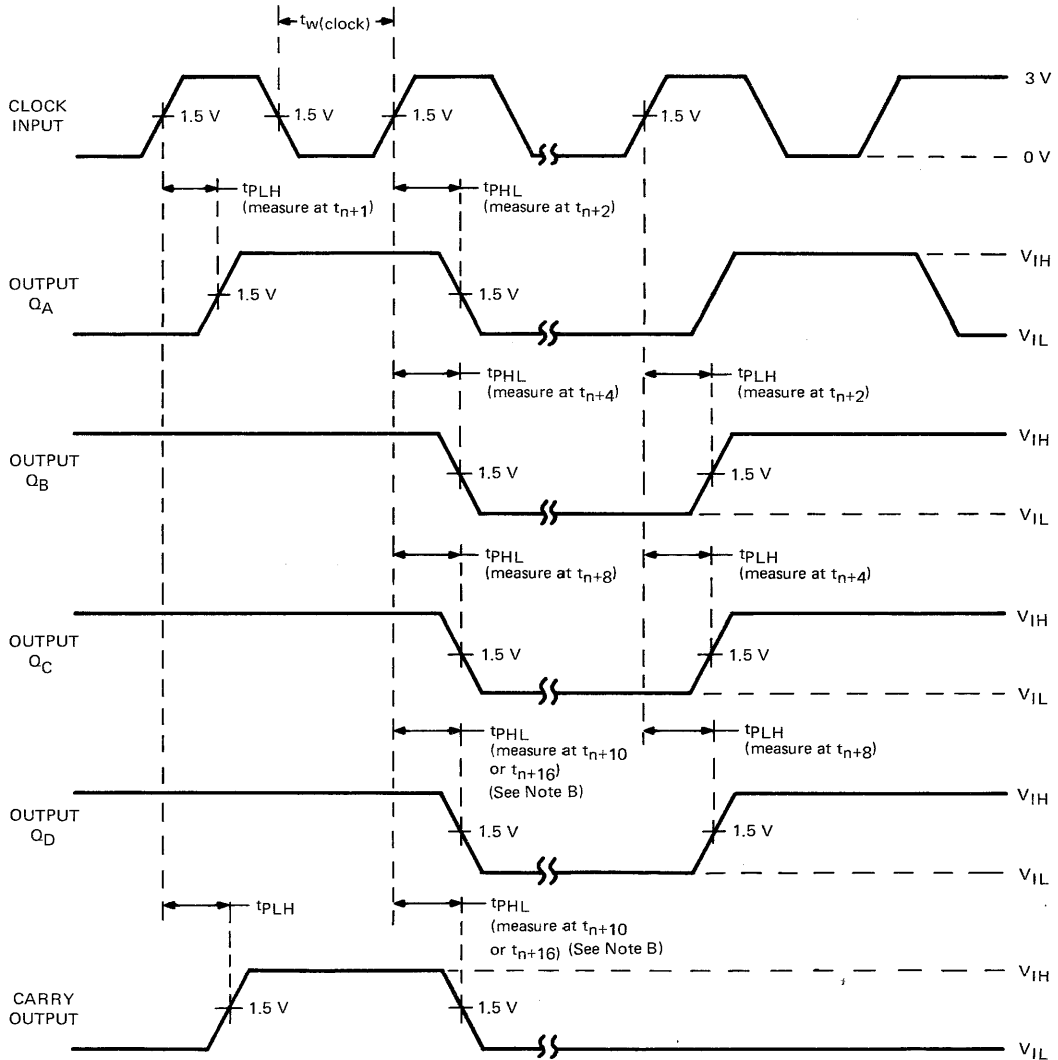 tw(clock)
3 V
CLOCK
INPUT
1.5 V
1.5 V
1.5 V
1.5 V
0 V
tPLH
(measure at tn+1)
tPHL
(measure at tn+2)
VIH
OUTPUT
QA
1.5 V
1.5 V
VIL
tPHL
(measure at tn+4)
tPLH
(measure at tn+2)
VIH
OUTPUT
QB
1.5 V
1.5 V
VIL
tPHL
(measure at tn+8)
tPLH
(measure at tn+4)
VIH
OUTPUT
QC
1.5 V
1.5 V
VIL
tPHL
(measure at tn+10
or tn+16)
(See Note B)
tPLH
(measure at tn+8)
VIH
OUTPUT
QD
1.5 V
1.5 V
VIL
tPLH
tPHL
(measure at tn+10
or tn+16) (See Note B)
VIH
CARRY
OUTPUT
1.5 V
1.5 V
VIL